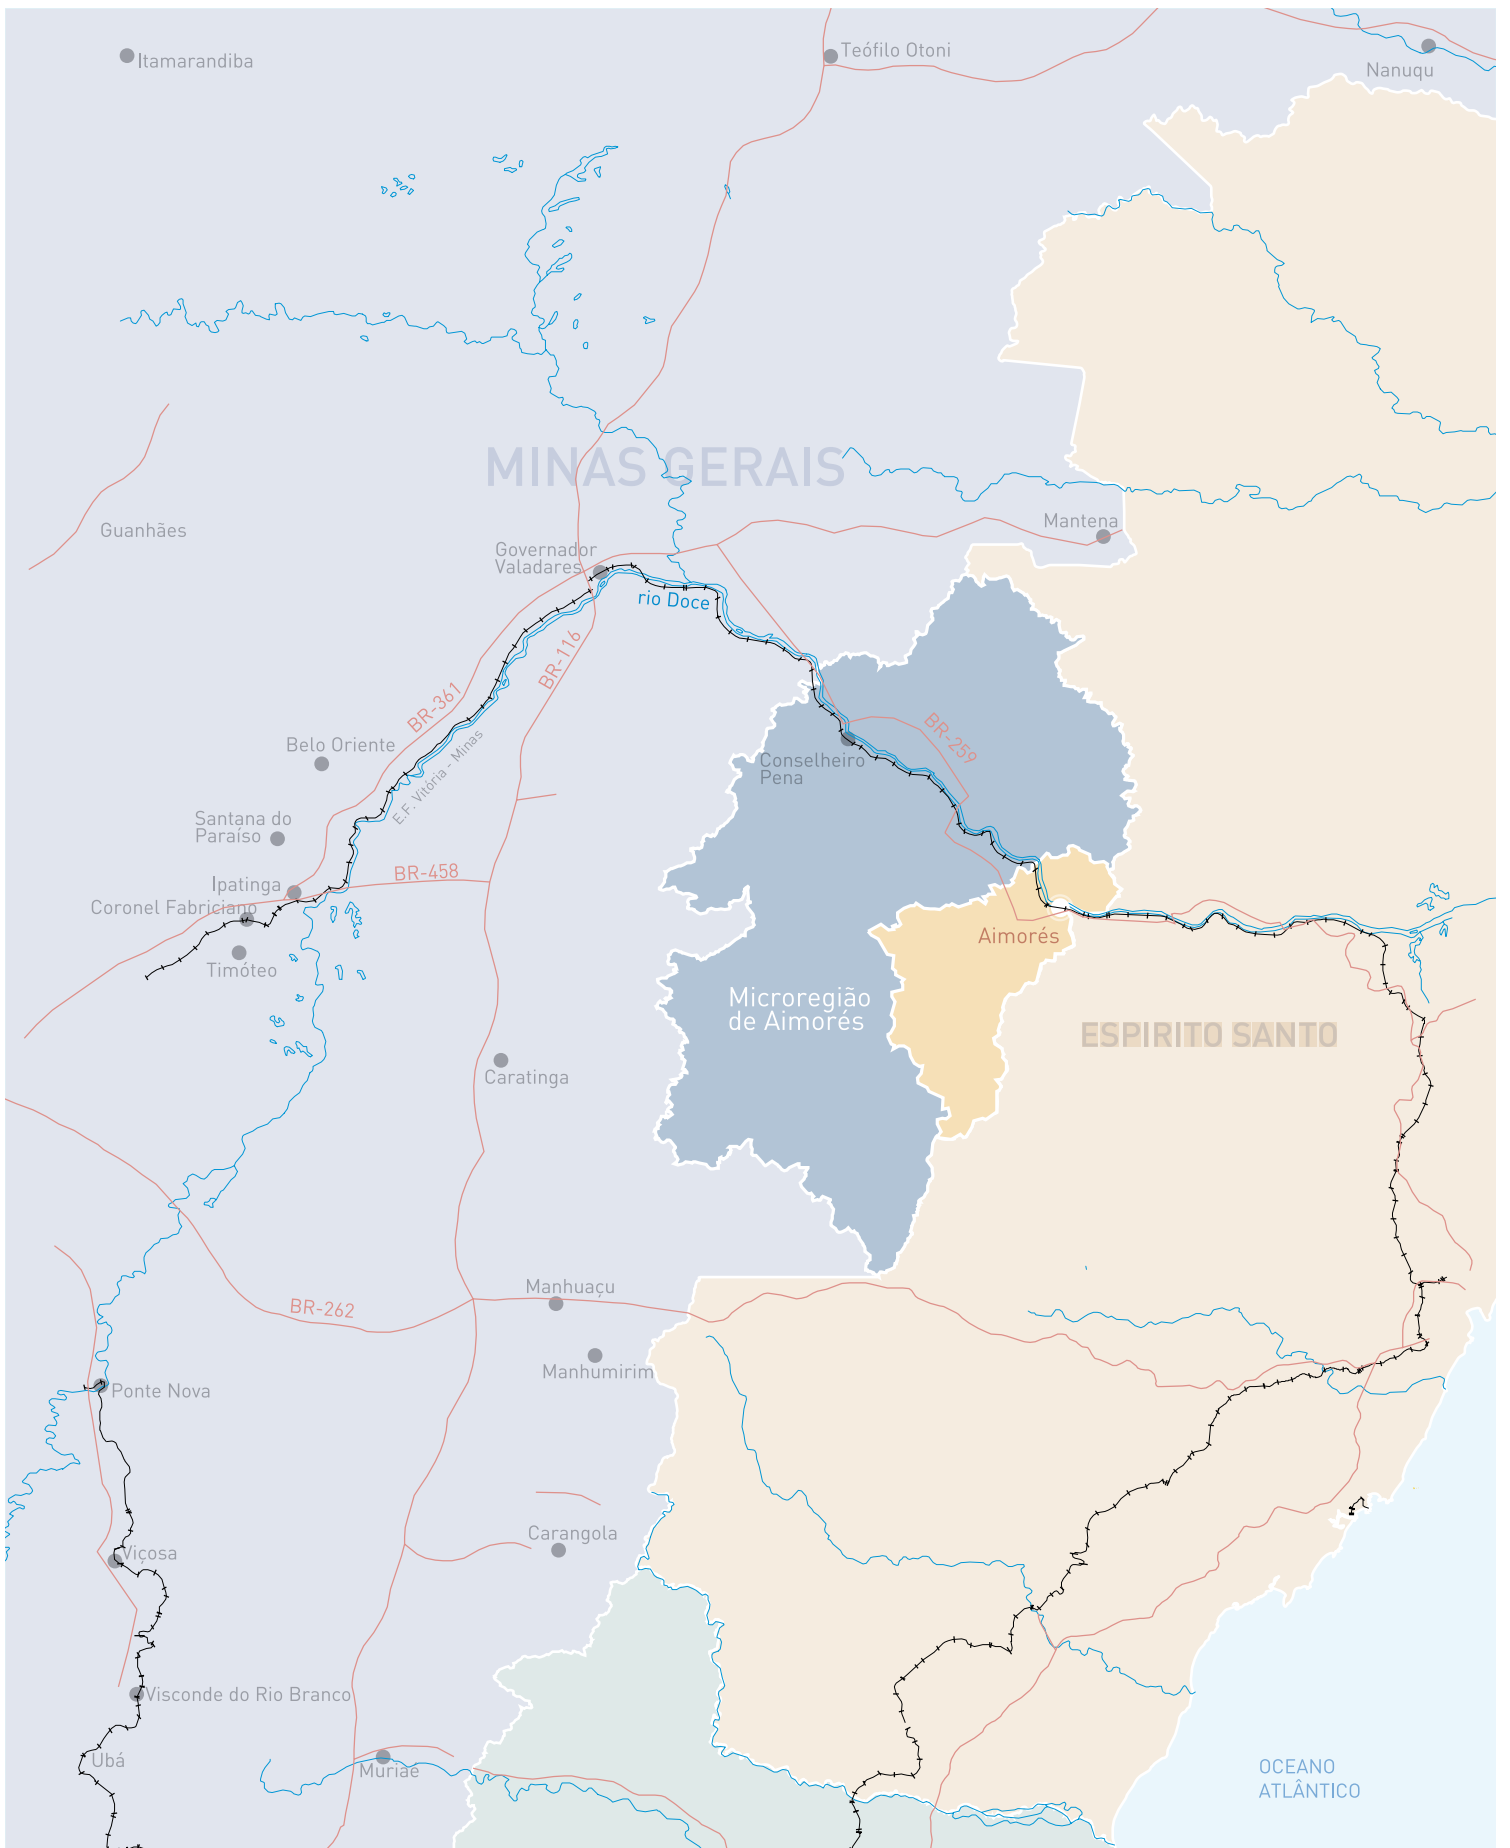 Itamarandiba
Teófilo Otoni
Nanuqu
MINAS GERAIS
Guanhães
Mantena
Governador
Valadares
rio Doce
BR-116
BR-361
BR-259
Belo Oriente
Conselheiro
Pena
E.F. Vitória - Minas
Santana do
Paraíso
BR-458
Ipatinga
Coronel Fabriciano
Timóteo
Aimorés
Microregião
de Aimorés
ESPIRITO SANTO
Caratinga
Manhuaçu
BR-262
Manhumirim
Ponte Nova
Carangola
Viçosa
Visconde do Rio Branco
Ubá
Muriae
OCEANO
ATLÂNTICO